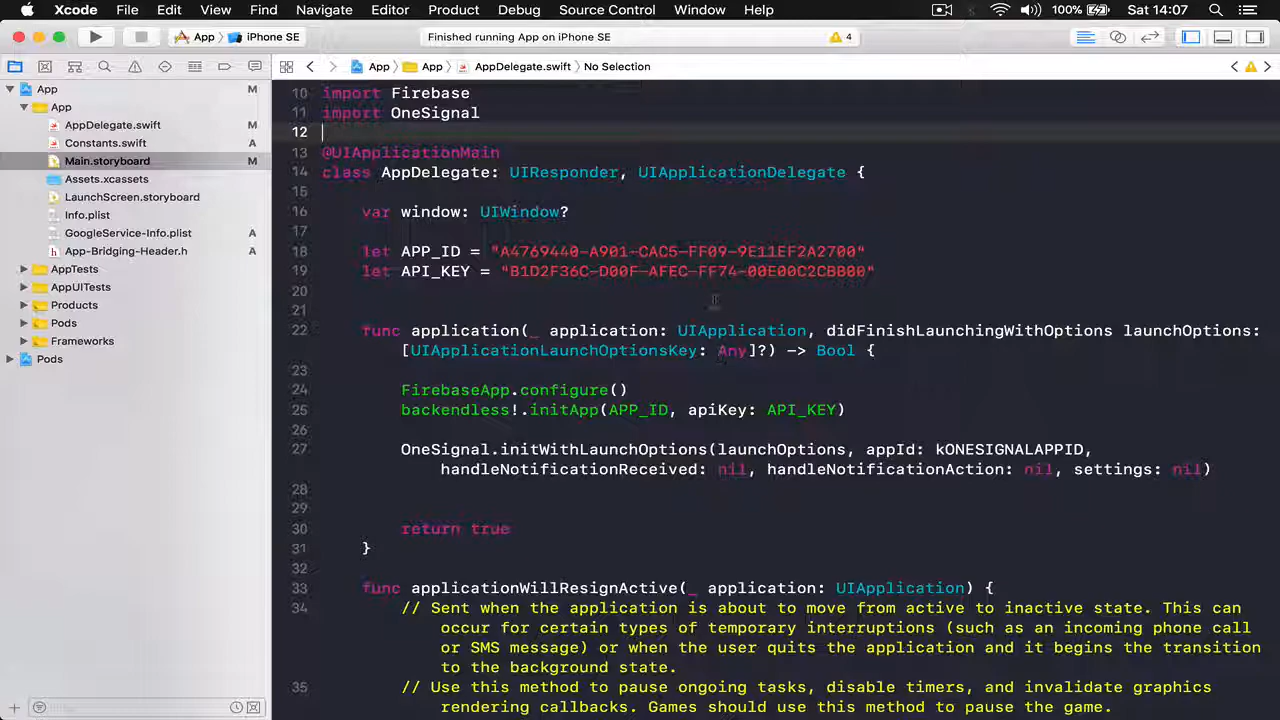 Xcode File Edit View Find Navigate Editor Product Debug Source Control Window Help 100% Sat 14:07
App iPhone SE Finished running App on iPhone SE 4
App App AppDelegate.swift No Selection
App M
App
AppDelegate.swift M
Constants.swift A
Main.storyboard M
Assets.xcassets
LaunchScreen.storyboard
Info.plist
GoogleService-Info.plist A
App-Bridging-Header.h A
AppTests
AppUITests
Products
Pods
Frameworks
Pods
10 import Firebase
11 import OneSignal
12
13 @UIApplicationMain
14 class AppDelegate: UIResponder, UIApplicationDelegate {
15
16 var window: UIWindow?
17
18 let APP_ID = "A4769440-A901-CAC5-FF09-9E11EF2A2700"
19 let API_KEY = "B1D2F36C-D00F-AFEC-FF74-00E00C2CB000"
20
21
22 func application(_ application: UIApplication, didFinishLaunchingWithOptions launchOptions:
[UIApplicationLaunchOptionsKey: Any]?) -> Bool {
23
24 FirebaseApp.configure()
25 backendless!.initApp(APP_ID, apiKey: API_KEY)
26
27 OneSignal.initWithLaunchOptions(launchOptions, appId: kONESIGNALAPPID,
handleNotificationReceived: nil, handleNotificationAction: nil, settings: nil)
28
29
30 return true
31 }
32
33 func applicationWillResignActive(_ application: UIApplication) {
34 // Sent when the application is about to move from active to inactive state. This can
occur for certain types of temporary interruptions (such as an incoming phone call
or SMS message) or when the user quits the application and it begins the transition
to the background state.
35 // Use this method to pause ongoing tasks, disable timers, and invalidate graphics
rendering callbacks. Games should use this method to pause the game.